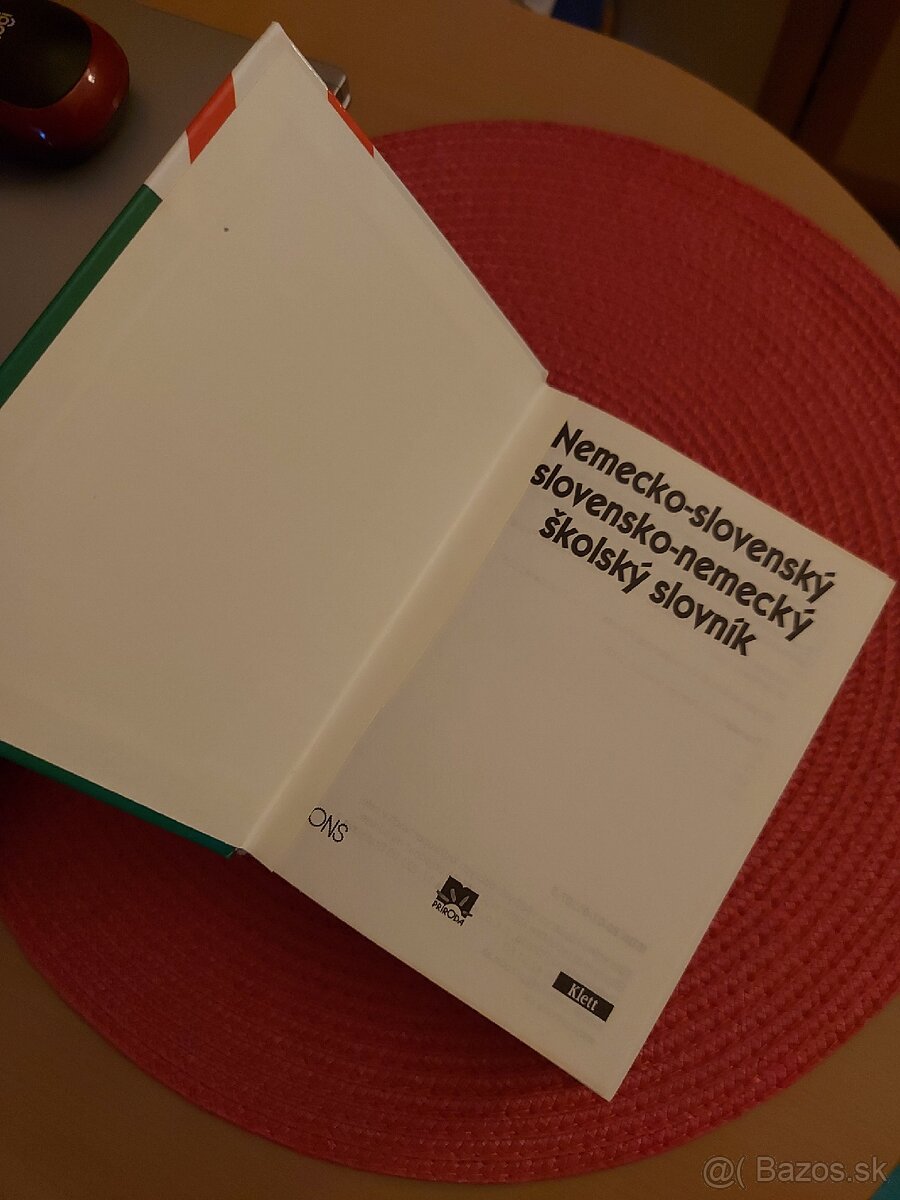 Nemecko-slovenský
slovensko-nemecký
školský slovník
ONS
PRÍRODA
Klett
@( Bazos.sk